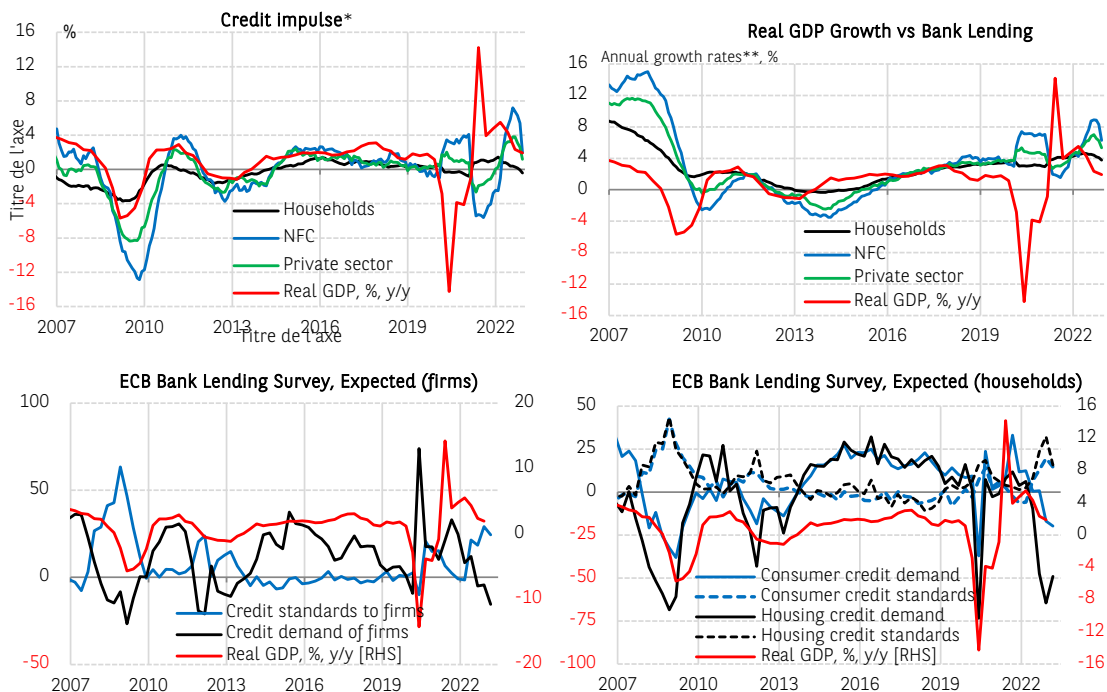 Credit impulse*
%
16
12
8
4
0
-4
-8
-12
-16
Titre de l'axe
Households
NFC
Private sector
Real GDP, %, y/y
2007
2010
2013
2016
2019
2022
Titre de l'axe
Real GDP Growth vs Bank Lending
Annual growth rates**, %
16
12
8
4
0
-4
-8
-12
-16
Households
NFC
Private sector
Real GDP, %, y/y
2007
2010
2013
2016
2019
2022
ECB Bank Lending Survey, Expected (firms)
100
50
0
-50
20
10
0
-10
-20
Credit standards to firms
Credit demand of firms
Real GDP, %, y/y [RHS]
2007
2010
2013
2016
2019
2022
ECB Bank Lending Survey, Expected (households)
50
25
0
-25
-50
-75
-100
16
12
8
4
0
-4
-8
-12
-16
Consumer credit demand
Consumer credit standards
Housing credit demand
Housing credit standards
Real GDP, %, y/y [RHS]
2007
2010
2013
2016
2019
2022